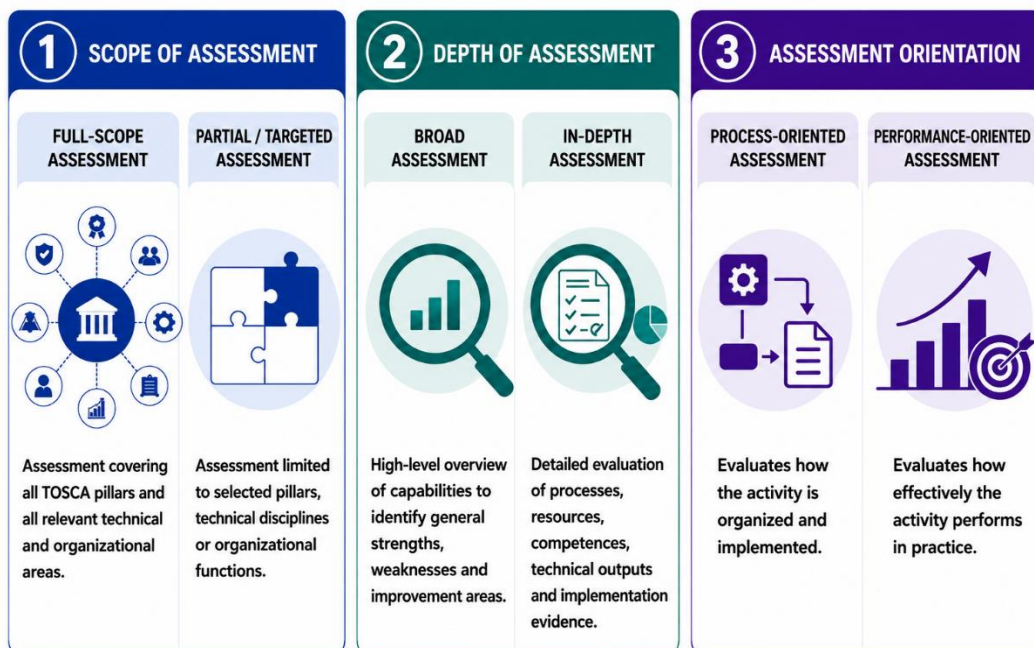 1 SCOPE OF ASSESSMENT
FULL-SCOPE
ASSESSMENT
Assessment covering
all TOSCA pillars and
all relevant technical
and organizational
areas.
PARTIAL / TARGETED
ASSESSMENT
Assessment limited
to selected pillars,
technical disciplines
or organizational
functions.
2 DEPTH OF ASSESSMENT
BROAD
ASSESSMENT
High-level overview
of capabilities to
identify general
strengths,
weaknesses and
improvement areas.
IN-DEPTH
ASSESSMENT
Detailed evaluation
of processes,
resources,
competences,
technical outputs
and implementation
evidence.
3 ASSESSMENT ORIENTATION
PROCESS-ORIENTED
ASSESSMENT
Evaluates how
the activity is
organized and
implemented.
PERFORMANCE-ORIENTED
ASSESSMENT
Evaluates how
effectively the
activity performs
in practice.